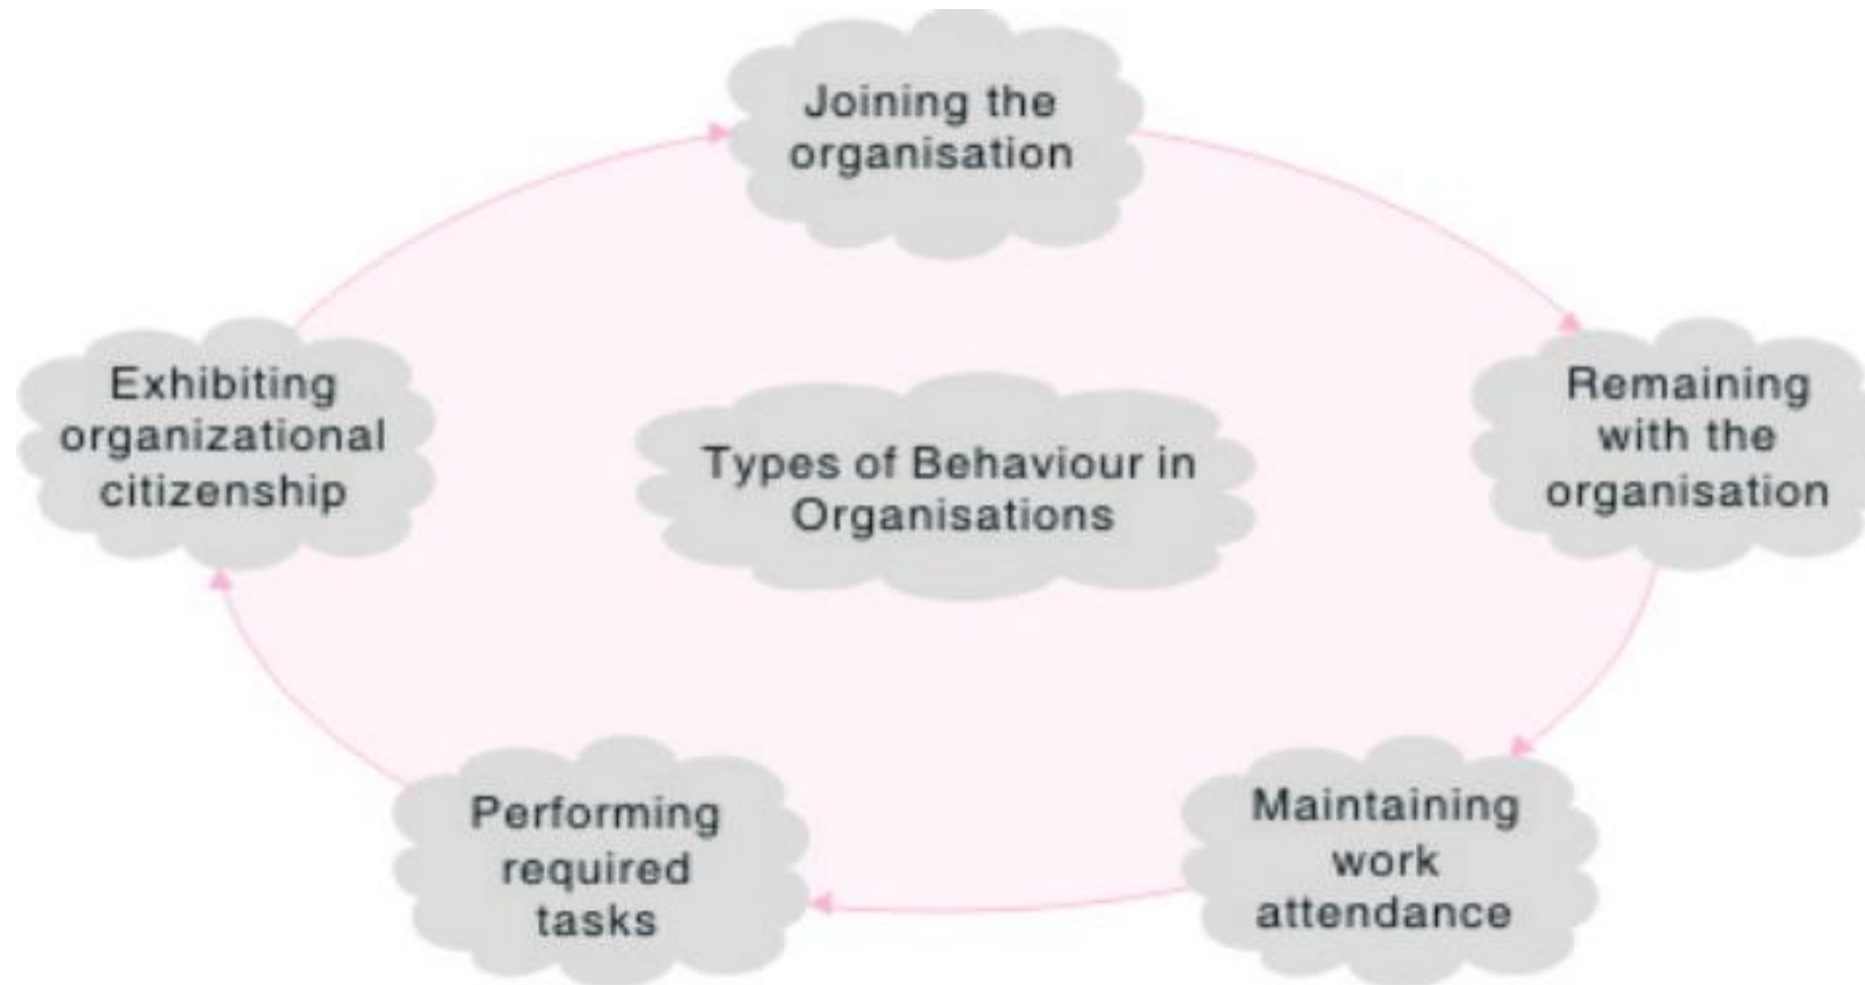 Joining the
organisation
Remaining
with the
organisation
Maintaining
work
attendance
Performing
required
tasks
Exhibiting
organizational
citizenship
Types of Behaviour in
Organisations